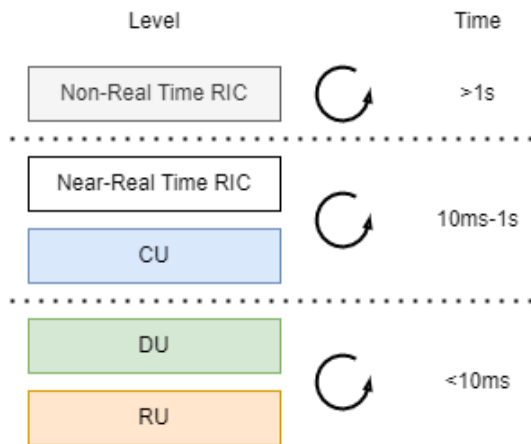 Level Time
Non-Real Time RIC >1s
Near-Real Time RIC
10ms-1s
CU
DU
<10ms
RU